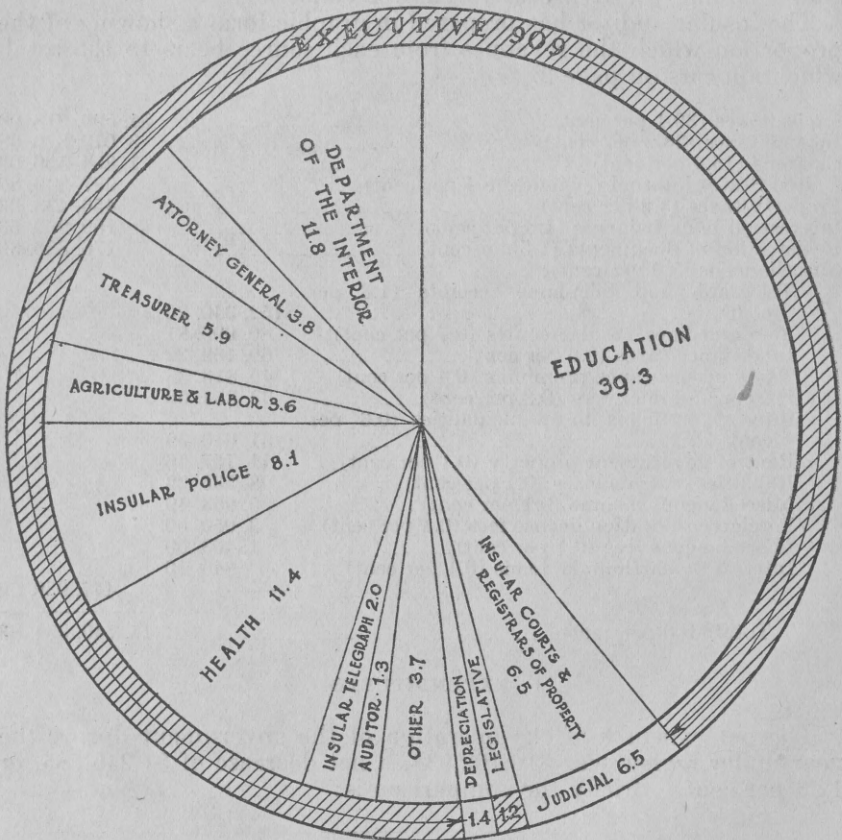 EXECUTIVE 909
DEPARTMENT
OF THE INTERIOR
11.8
ATTORNEY GENERAL 3.8
TREASURER 5.9
AGRICULTURE & LABOR 3.6
INSULAR POLICE 8.1
HEALTH 11.4
INSULAR TELEGRAPH 2.0
AUDITOR · 1.3
OTHER 3.7
DEPRECIATION
1.4
LEGISLATIVE
1.2
INSULAR COURTS &
REGISTRARS OF PROPERTY
6.5
JUDICIAL 6.5
EDUCATION
39.3